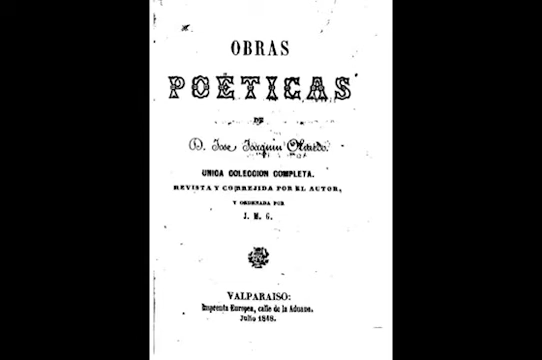 OBRAS
POÉTICAS
DE
D. Jose Joaquin Olmedo.
UNICA COLECCION COMPLETA.
REVISTA Y CORREJIDA POR EL AUTOR,
Y ORDENADA POR
J. M. G.
VALPARAISO:
Imprenta Europea, calle de la Aduana.
Julio 1848.